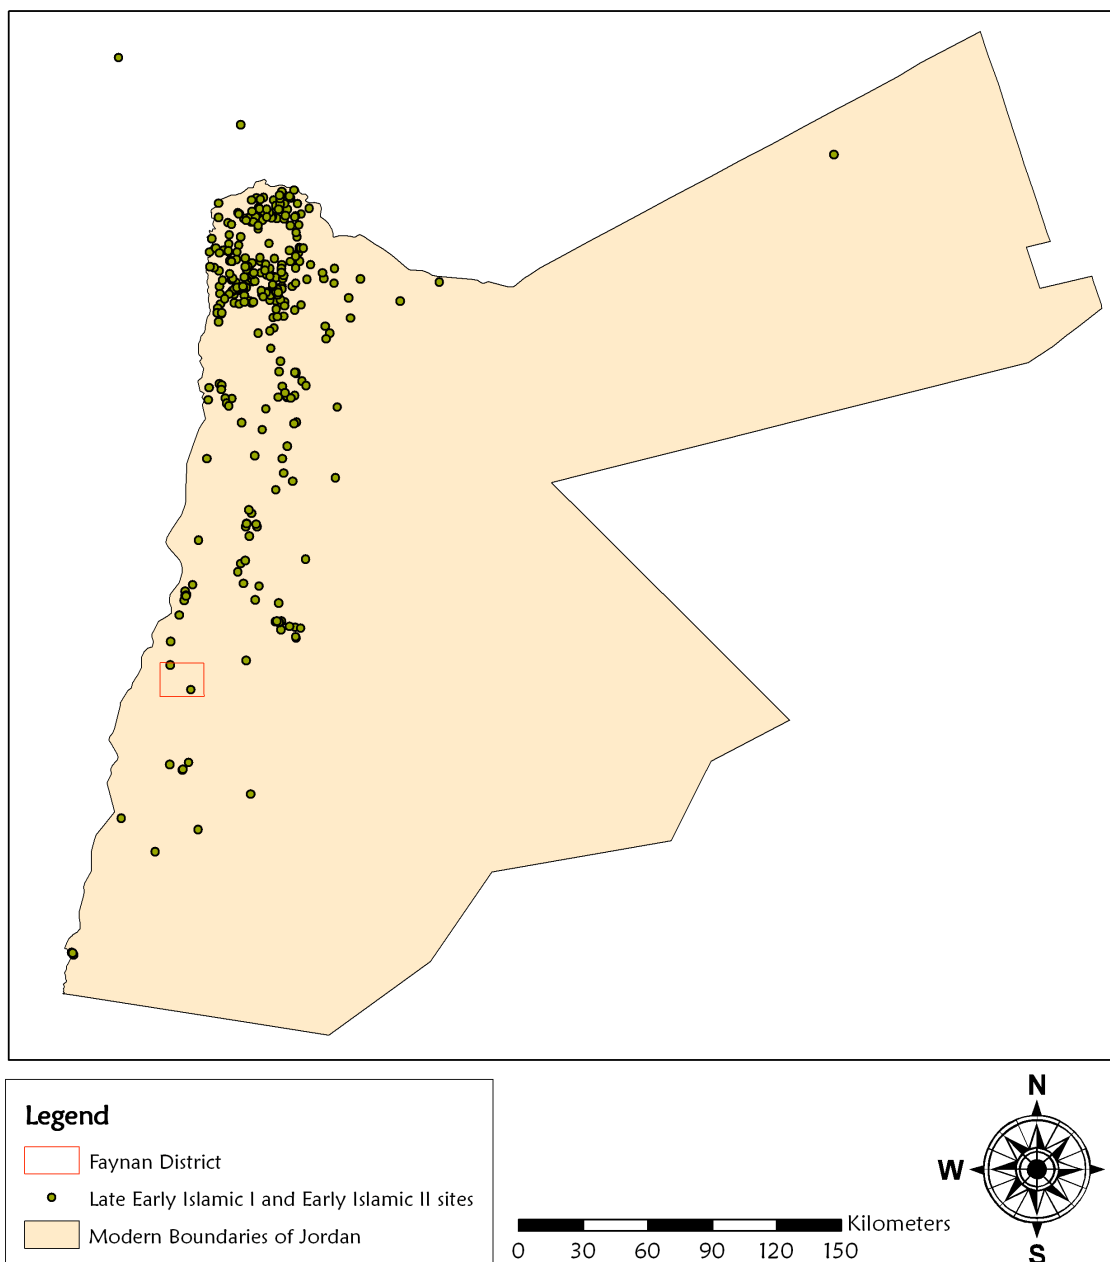 Legend
Faynan District
Late Early Islamic I and Early Islamic II sites
Modern Boundaries of Jordan
Kilometers
0 30 60 90 120 150
N
W
S